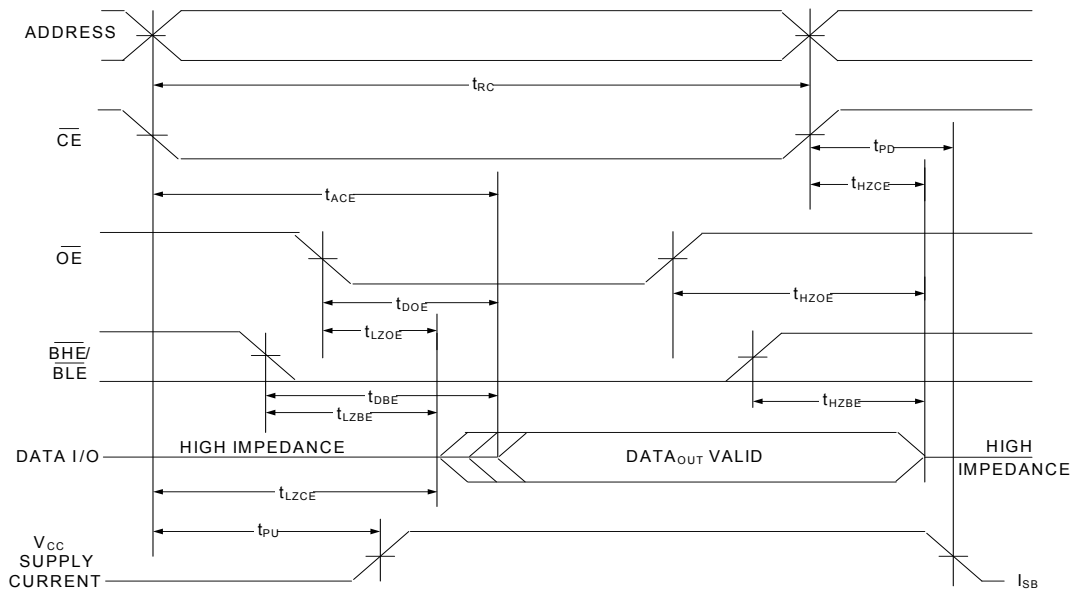 ADDRESS
tRC
CE
tPD
tHZCE
tACE
OE
tHZOE
tDOE
tLZOE
BHE/
BLE
tDBE
tHZBE
tLZBE
DATA I/O
HIGH IMPEDANCE
DATAOUT VALID
HIGH
IMPEDANCE
tLZCE
tPU
VCC
SUPPLY
CURRENT
ISB